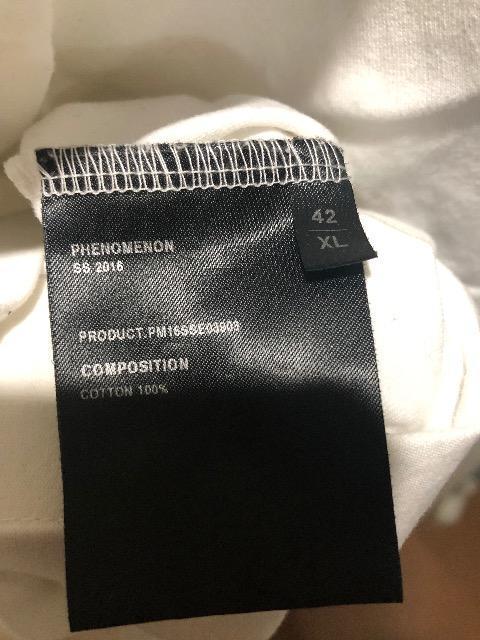 42
XL
PHENOMENON
SS 2016
PRODUCT.PM16SSE03803
COMPOSITION
COTTON 100%